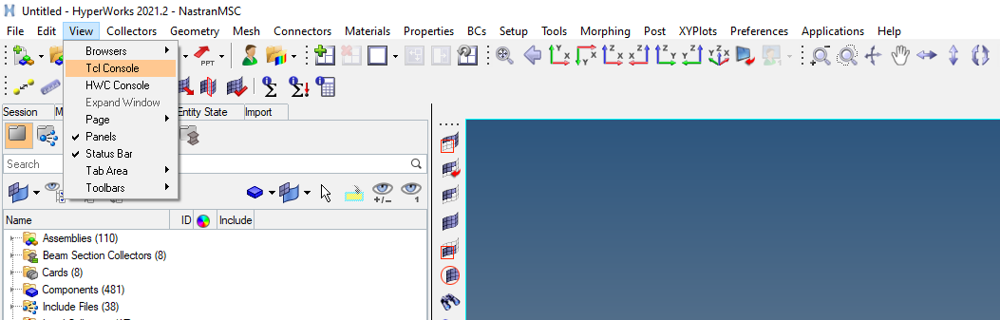 Untitled - HyperWorks 2021.2 - NastranMSC
File Edit View Collectors Geometry Mesh Connectors Materials Properties BCs Setup Tools Morphing Post XYPlots Preferences Applications Help
Browsers
Tcl Console
HWC Console
Expand Window
Page
Panels
Status Bar
Tab Area
Toolbars
PPT
Session M Entity State Import
Search
+/- 1
Name ID Include
Assemblies (110)
Beam Section Collectors (8)
Cards (8)
Components (481)
Include Files (38)